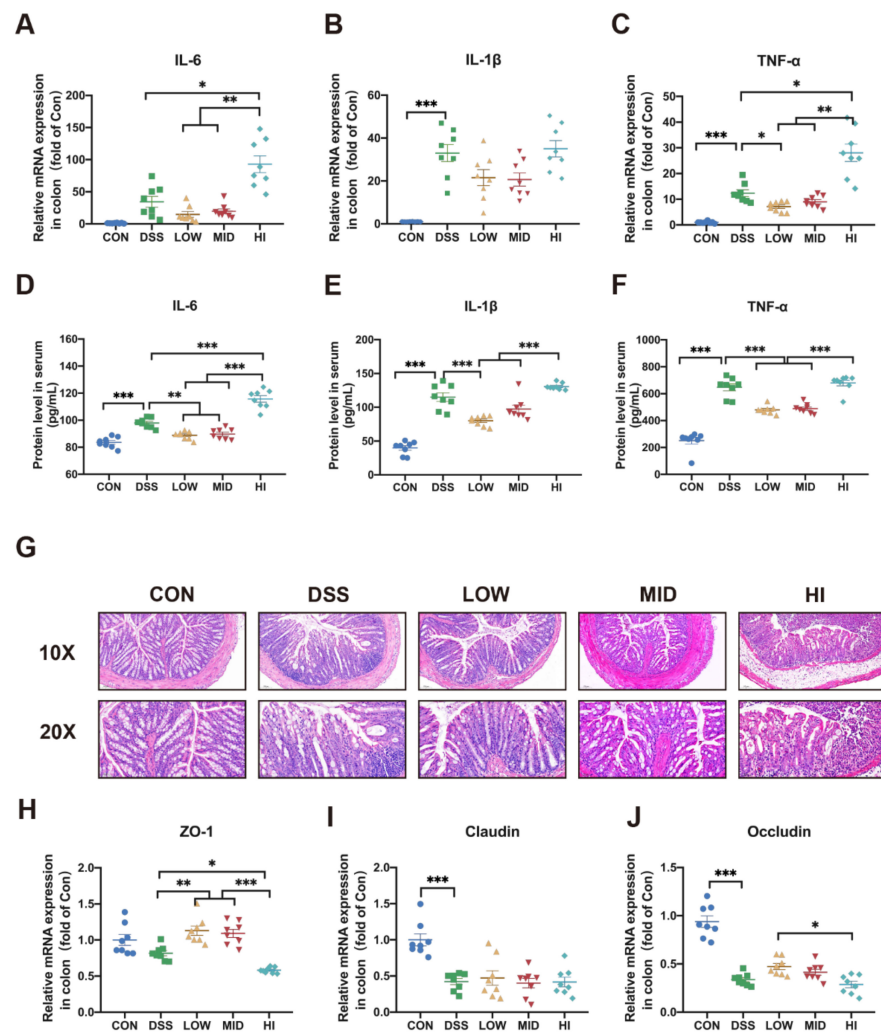 A
IL-6
Relative mRNA expression
in colon (fold of Con)
200
150
100
50
0
*
**
CON DSS LOW MID HI
B
IL-1β
Relative mRNA expression
in colon (fold of Con)
60
40
20
0
***
CON DSS LOW MID HI
C
TNF-α
Relative mRNA expression
in colon (fold of Con)
50
40
30
20
10
0
*
**
***
*
CON DSS LOW MID HI
D
IL-6
Protein level in serum
(pg/mL)
160
140
120
100
80
60
***
***
***
**
CON DSS LOW MID HI
E
IL-1β
Protein level in serum
(pg/mL)
200
150
100
50
0
***
***
***
CON DSS LOW MID HI
F
TNF-α
Protein level in serum
(pg/mL)
1000
800
600
400
200
0
***
***
***
CON DSS LOW MID HI
G
CON DSS LOW MID HI
10X
20X
H
ZO-1
Relative mRNA expression
in colon (fold of Con)
2.0
1.5
1.0
0.5
0.0
*
**
***
CON DSS LOW MID HI
I
Claudin
Relative mRNA expression
in colon (fold of Con)
2.0
1.5
1.0
0.5
0.0
***
CON DSS LOW MID HI
J
Occludin
Relative mRNA expression
in colon (fold of Con)
1.5
1.0
0.5
0.0
***
*
CON DSS LOW MID HI